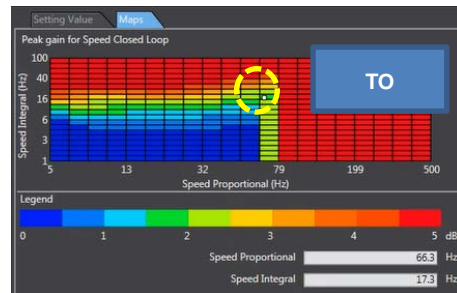 Setting Value Maps
Peak gain for Speed Closed Loop
TO
Speed Integral (Hz)
100
40
16
6
3
1
5 13 32 79 199 500
Speed Proportional (Hz)
Legend
0 1 2 3 4 5 dB
Speed Proportional 66.3 Hz
Speed Integral 17.3 Hz